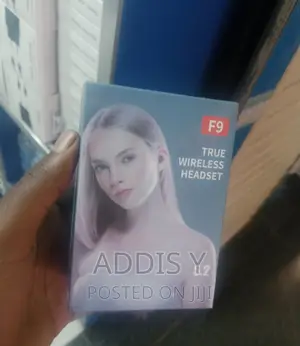 F9
TRUE
WIRELESS
HEADSET
ADDIS Y
POSTED ON JIJI